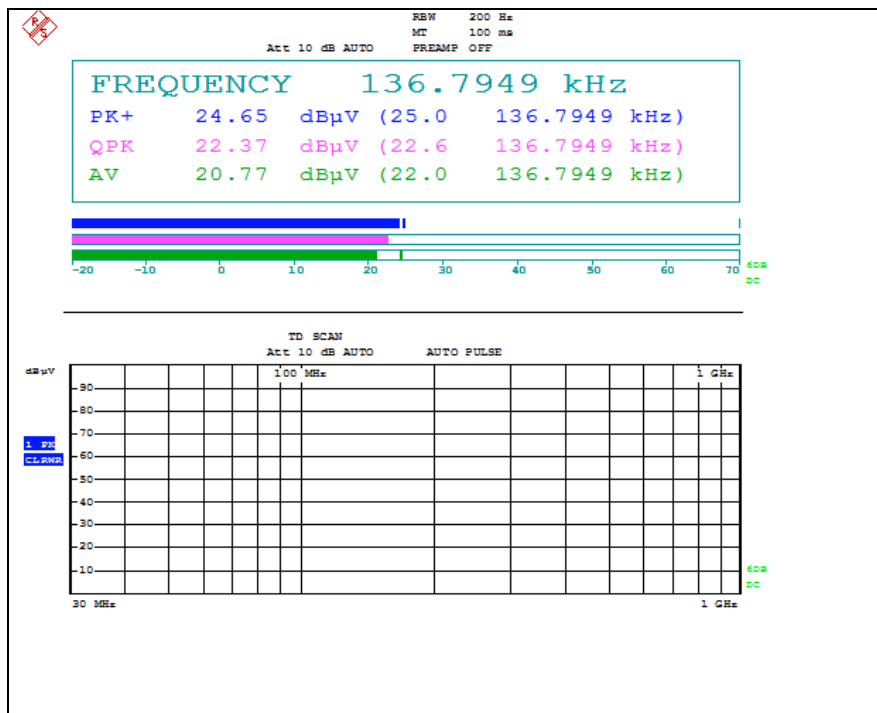 R S
RBW 200 Hz
MT 100 ms
Att 10 dB AUTO PREAMP OFF
FREQUENCY 136.7949 kHz
PK+ 24.65 dBµV (25.0 136.7949 kHz)
QPK 22.37 dBµV (22.6 136.7949 kHz)
AV 20.77 dBµV (22.0 136.7949 kHz)
-20 -10 0 10 20 30 40 50 60 70
6DB
DC
TD SCAN
Att 10 dB AUTO AUTO PULSE
dBµV
100 MHz 1 GHz
90
80
70
1 PK
60
CLRWR
50
40
30
20
10
6DB
DC
30 MHz 1 GHz